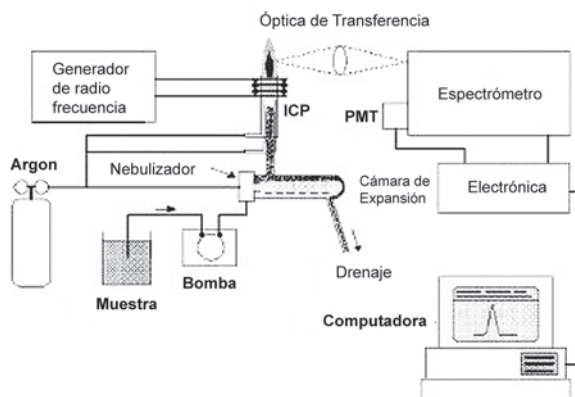 Óptica de Transferencia
Generador
de radio
frecuencia
ICP
Espectrómetro
PMT
Argon
Nebulizador
Cámara de
Expansión
Electrónica
Muestra
Bomba
Drenaje
Computadora